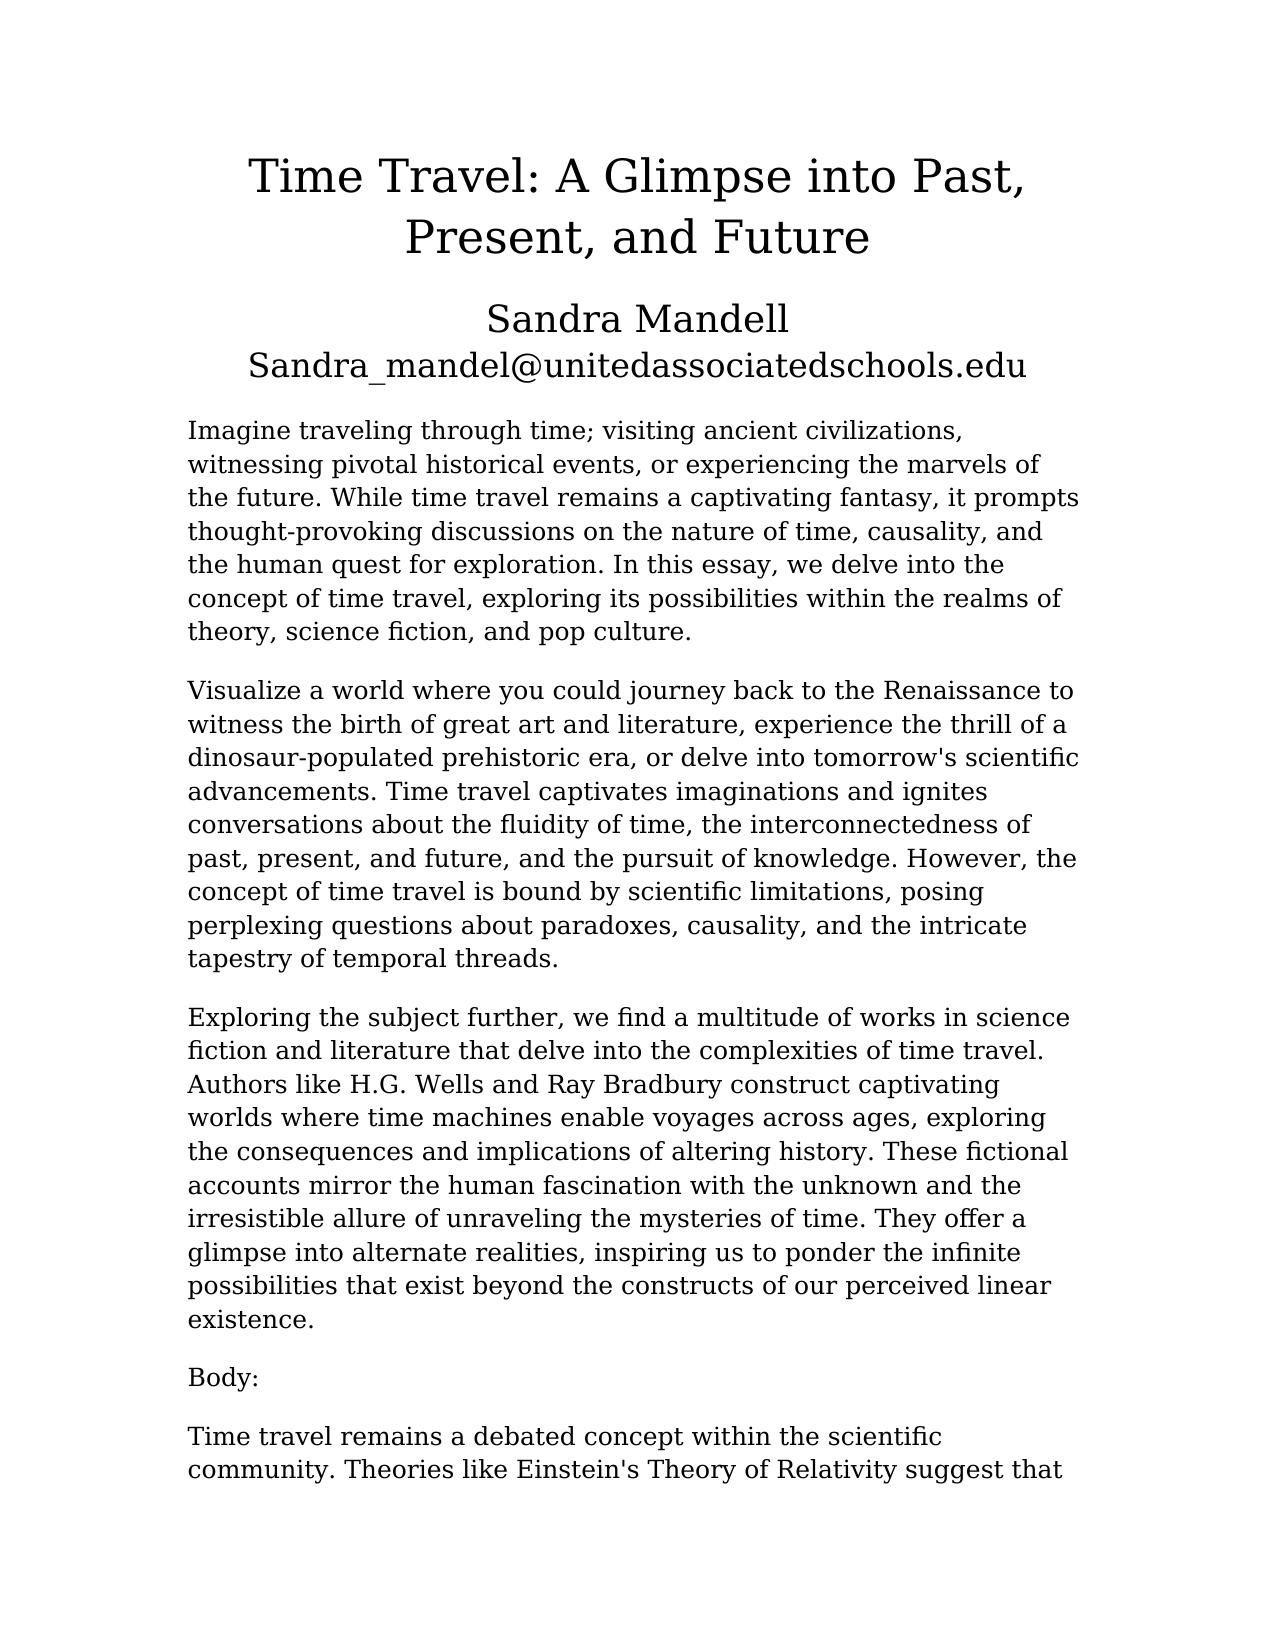 Time Travel: A Glimpse into Past,
Present, and Future
Sandra Mandell
Sandra_mandel@unitedassociatedschools.edu
Imagine traveling through time; visiting ancient civilizations,
witnessing pivotal historical events, or experiencing the marvels of
the future. While time travel remains a captivating fantasy, it prompts
thought-provoking discussions on the nature of time, causality, and
the human quest for exploration. In this essay, we delve into the
concept of time travel, exploring its possibilities within the realms of
theory, science fiction, and pop culture.
Visualize a world where you could journey back to the Renaissance to
witness the birth of great art and literature, experience the thrill of a
dinosaur-populated prehistoric era, or delve into tomorrow's scientific
advancements. Time travel captivates imaginations and ignites
conversations about the fluidity of time, the interconnectedness of
past, present, and future, and the pursuit of knowledge. However, the
concept of time travel is bound by scientific limitations, posing
perplexing questions about paradoxes, causality, and the intricate
tapestry of temporal threads.
Exploring the subject further, we find a multitude of works in science
fiction and literature that delve into the complexities of time travel.
Authors like H.G. Wells and Ray Bradbury construct captivating
worlds where time machines enable voyages across ages, exploring
the consequences and implications of altering history. These fictional
accounts mirror the human fascination with the unknown and the
irresistible allure of unraveling the mysteries of time. They offer a
glimpse into alternate realities, inspiring us to ponder the infinite
possibilities that exist beyond the constructs of our perceived linear
existence.
Body:
Time travel remains a debated concept within the scientific
community. Theories like Einstein's Theory of Relativity suggest that